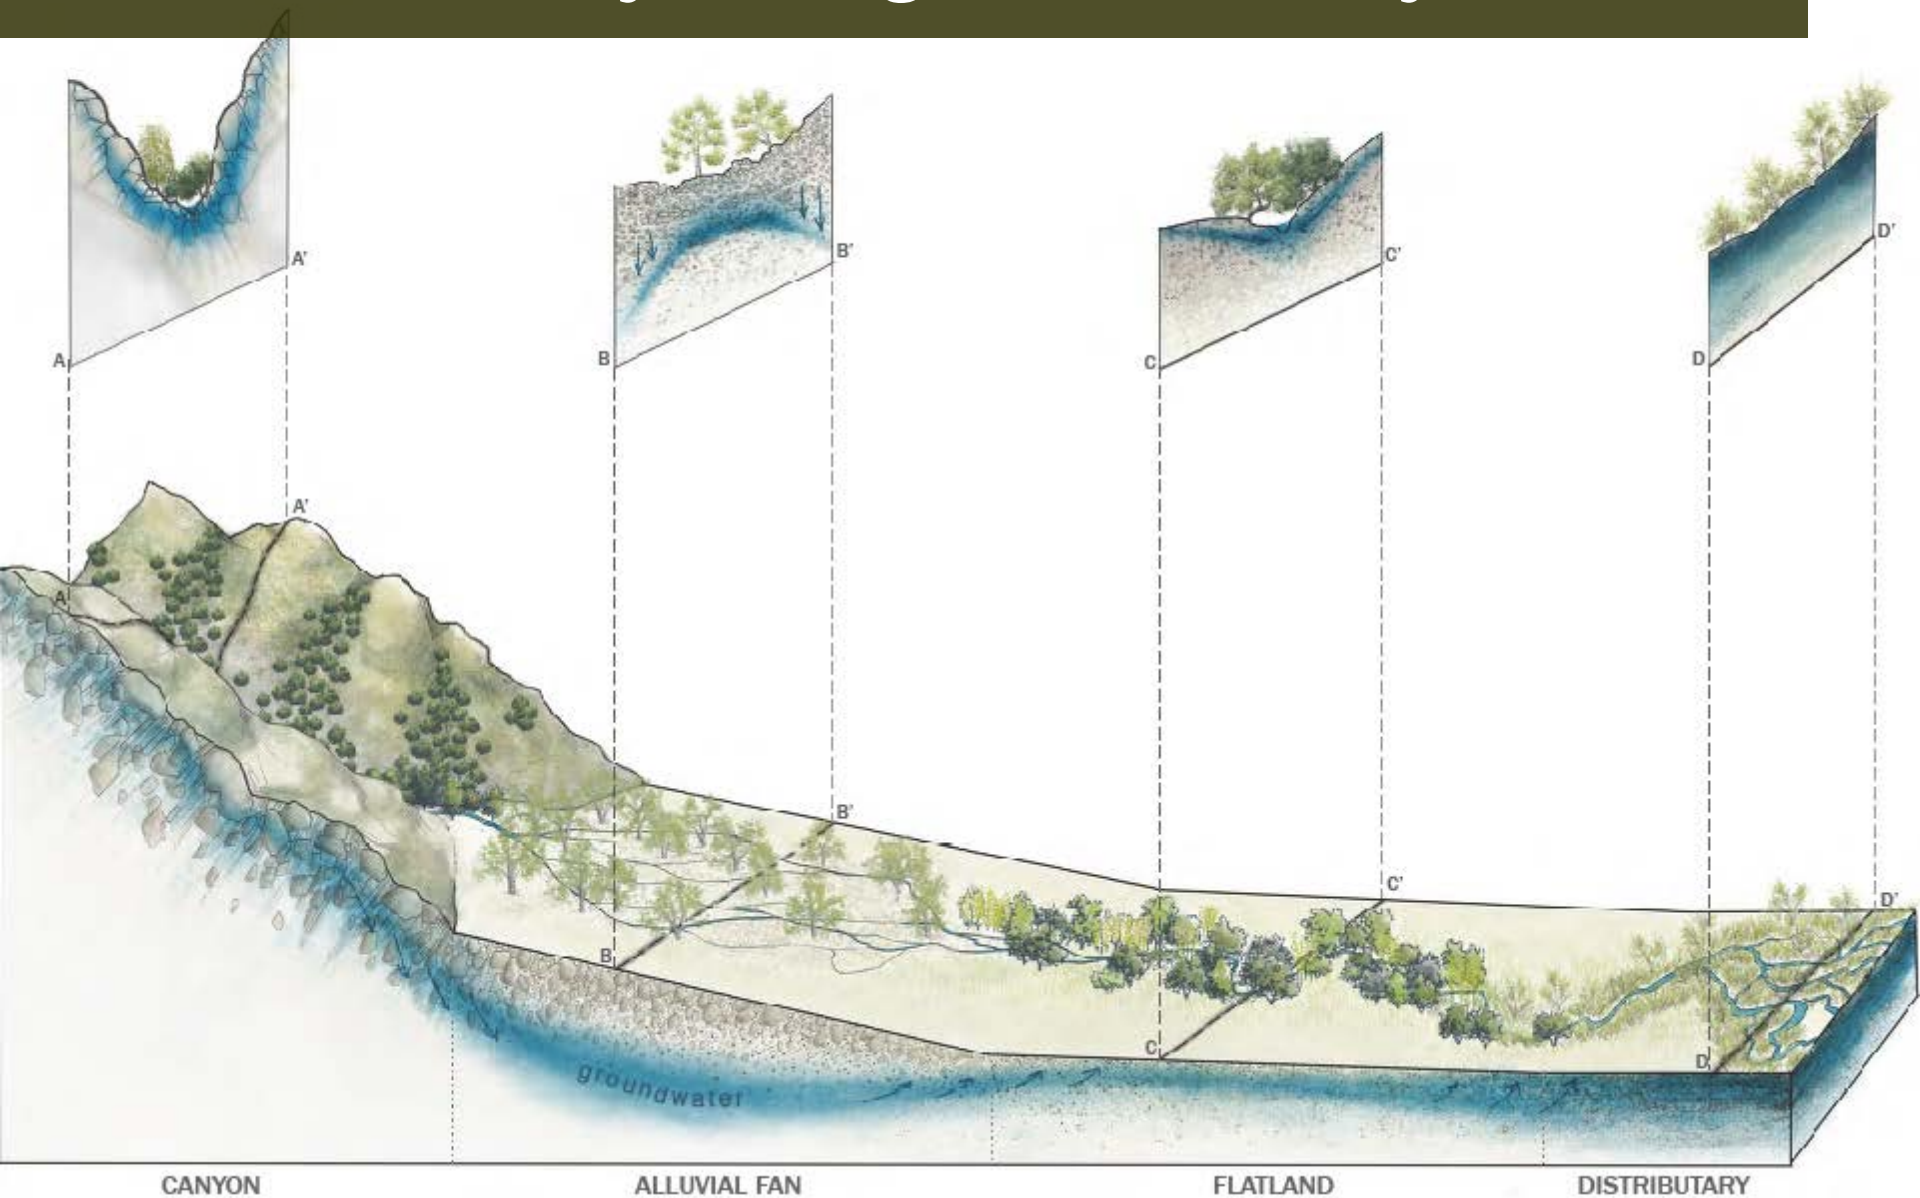 A'
B'
C'
D'
A
B
C
D
A'
A
B'
C'
D'
B
C
D
groundwater
CANYON
ALLUVIAL FAN
FLATLAND
DISTRIBUTARY